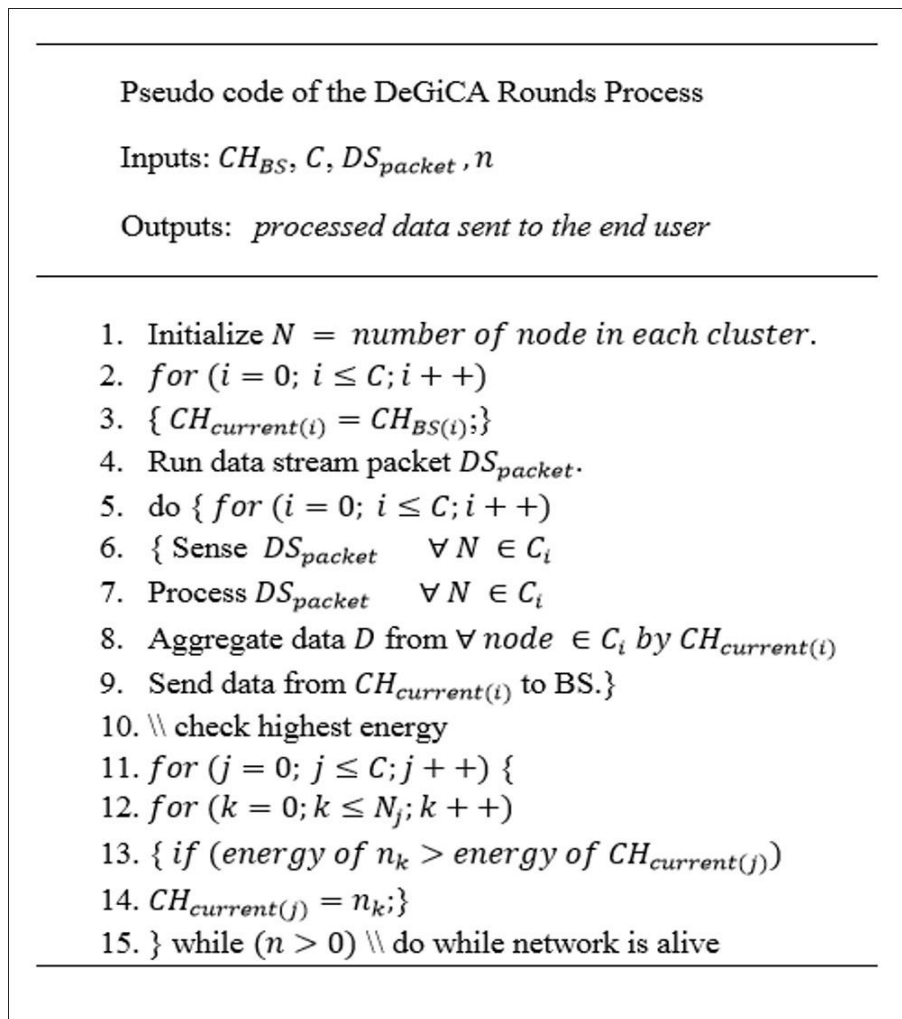 Pseudo code of the DeGiCA Rounds Process
Inputs: CH_BS, C, DS_packet , n
Outputs: processed data sent to the end user
1. Initialize N = number of node in each cluster.
2. for (i = 0; i ≤ C; i + +)
3. { CH_current(i) = CH_BS(i);}
4. Run data stream packet DS_packet.
5. do { for (i = 0; i ≤ C; i + +)
6. { Sense DS_packet ∀ N ∈ C_i
7. Process DS_packet ∀ N ∈ C_i
8. Aggregate data D from ∀ node ∈ C_i by CH_current(i)
9. Send data from CH_current(i) to BS.}
10. \\ check highest energy
11. for (j = 0; j ≤ C; j + +) {
12. for (k = 0; k ≤ N_j; k + +)
13. { if (energy of n_k > energy of CH_current(j))
14. CH_current(j) = n_k;}
15. } while (n > 0) \\ do while network is alive